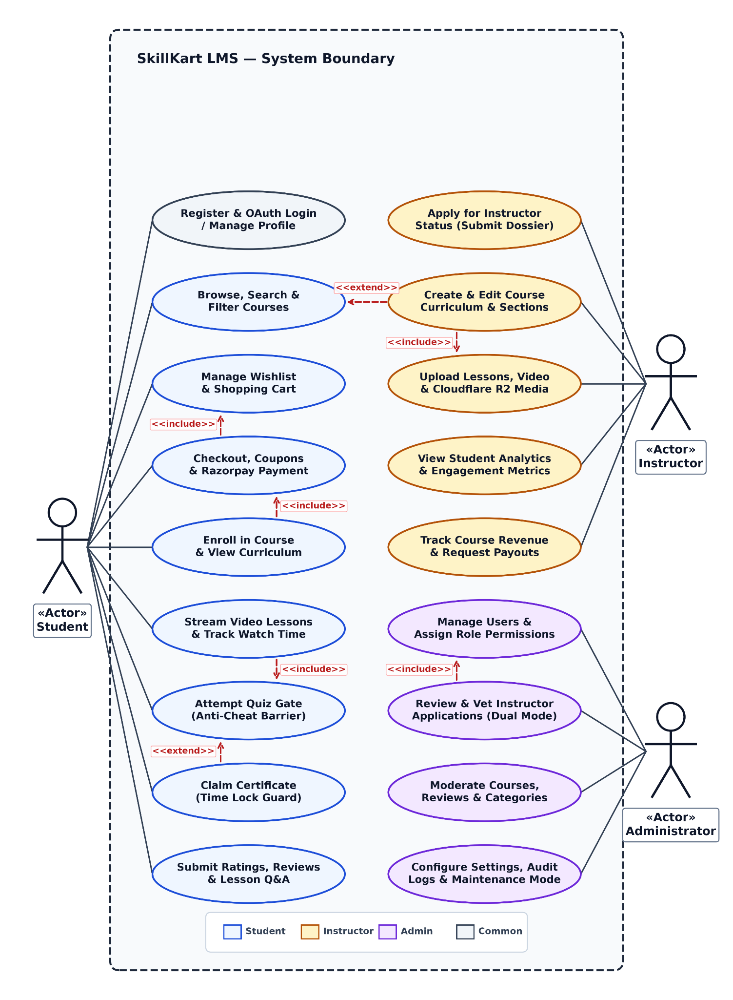 SkillKart LMS — System Boundary
Register & OAuth Login
/ Manage Profile
Apply for Instructor
Status (Submit Dossier)
Browse, Search &
Filter Courses
<<extend>>
Create & Edit Course
Curriculum & Sections
<<include>>
Manage Wishlist
& Shopping Cart
Upload Lessons, Video
& Cloudflare R2 Media
<<include>>
Checkout, Coupons
& Razorpay Payment
View Student Analytics
& Engagement Metrics
«Actor»
Instructor
<<include>>
Enroll in Course
& View Curriculum
Track Course Revenue
& Request Payouts
«Actor»
Student
Stream Video Lessons
& Track Watch Time
Manage Users &
Assign Role Permissions
<<include>>
<<include>>
Attempt Quiz Gate
(Anti-Cheat Barrier)
Review & Vet Instructor
Applications (Dual Mode)
<<extend>>
Claim Certificate
(Time Lock Guard)
Moderate Courses,
Reviews & Categories
«Actor»
Administrator
Submit Ratings, Reviews
& Lesson Q&A
Configure Settings, Audit
Logs & Maintenance Mode
Student
Instructor
Admin
Common